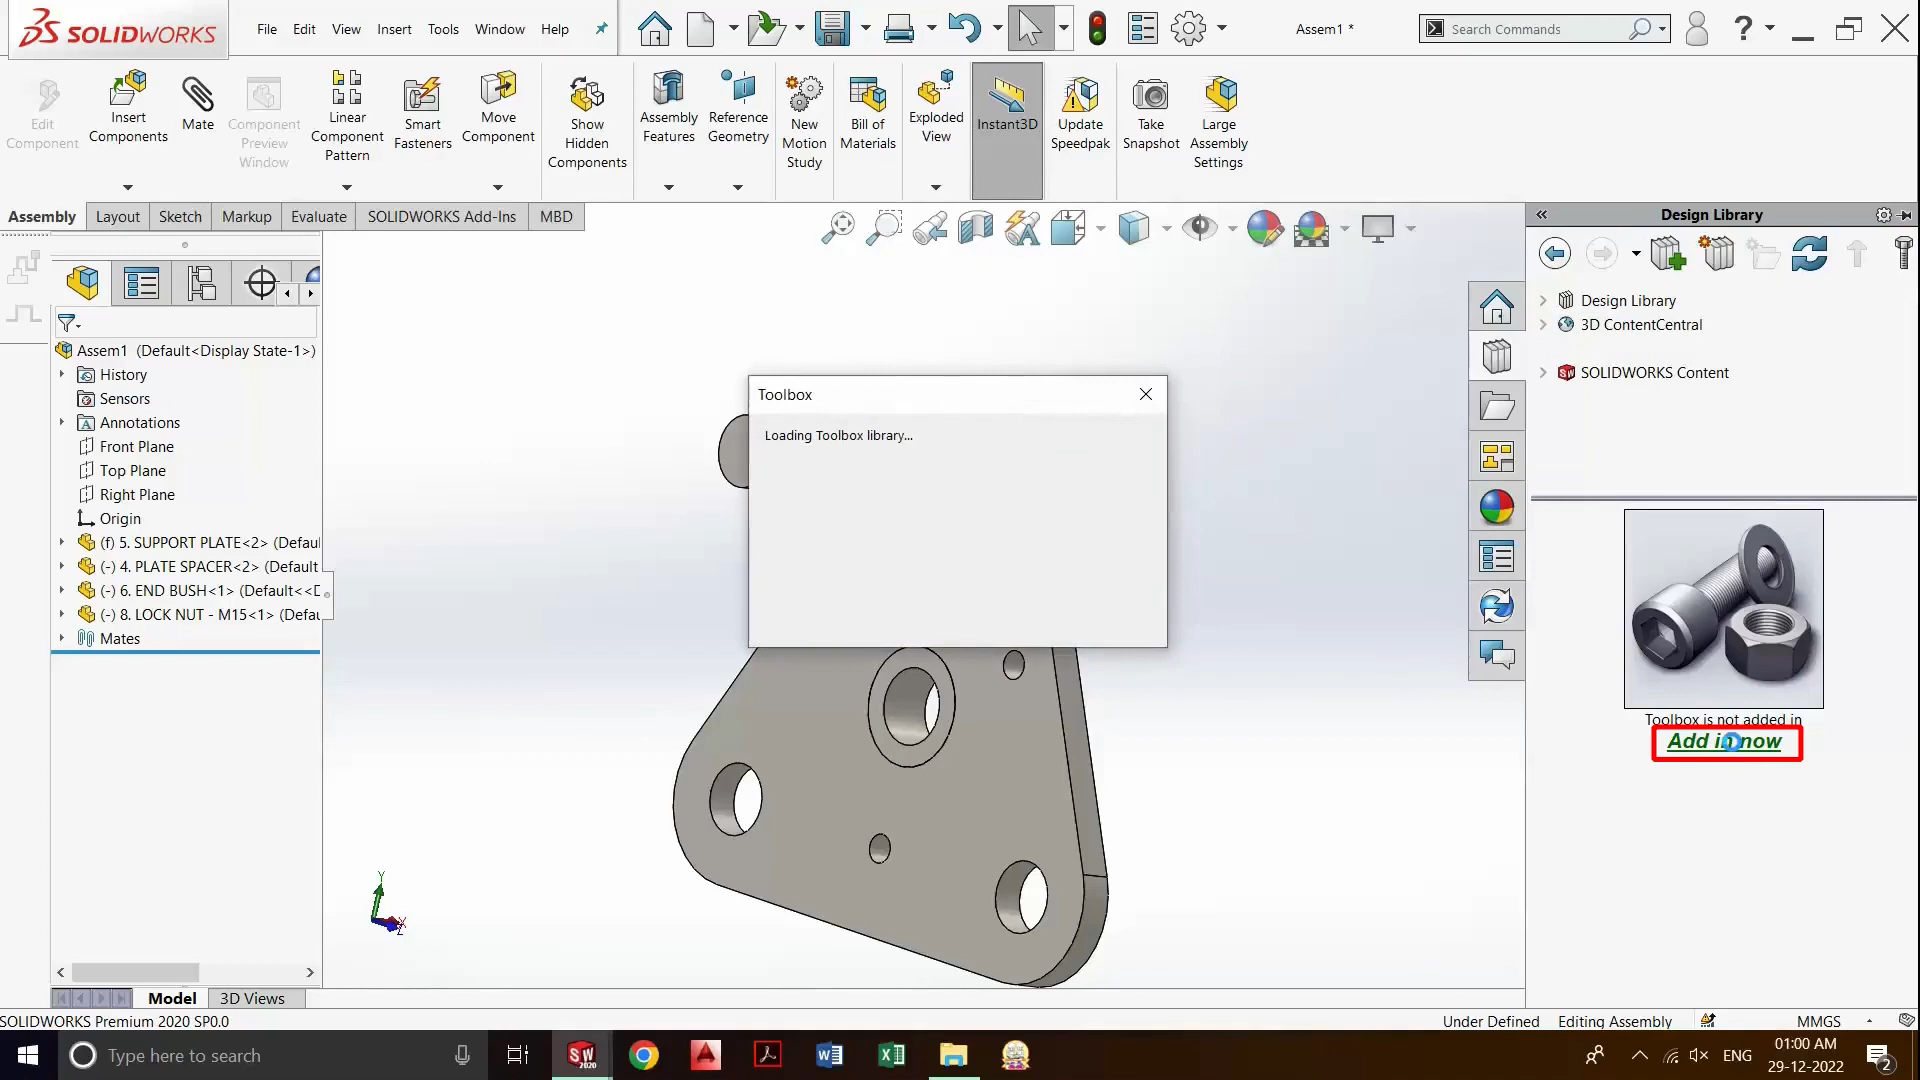 SOLIDWORKS
File Edit View Insert Tools Window Help
Assem1 *
Search Commands
Edit Component
Insert Components
Mate
Component Preview Window
Linear Component Pattern
Smart Fasteners
Move Component
Show Hidden Components
Assembly Features
Reference Geometry
New Motion Study
Bill of Materials
Exploded View
Instant3D
Update Speedpak
Take Snapshot
Large Assembly Settings
Assembly Layout Sketch Markup Evaluate SOLIDWORKS Add-Ins MBD
Design Library
Design Library
3D ContentCentral
SOLIDWORKS Content
Assem1 (Default<Display State-1>)
History
Sensors
Annotations
Front Plane
Top Plane
Right Plane
Origin
(f) 5. SUPPORT PLATE<2> (Defau
(-) 4. PLATE SPACER<2> (Default
(-) 6. END BUSH<1> (Default<<D
(-) 8. LOCK NUT - M15<1> (Defau
Mates
Toolbox
Loading Toolbox library...
Toolbox is not added in
Add in now
Y
X
Z
Model 3D Views
SOLIDWORKS Premium 2020 SP0.0
Under Defined Editing Assembly MMGS
Type here to search
SW 2020
ENG
01:00 AM
29-12-2022
2